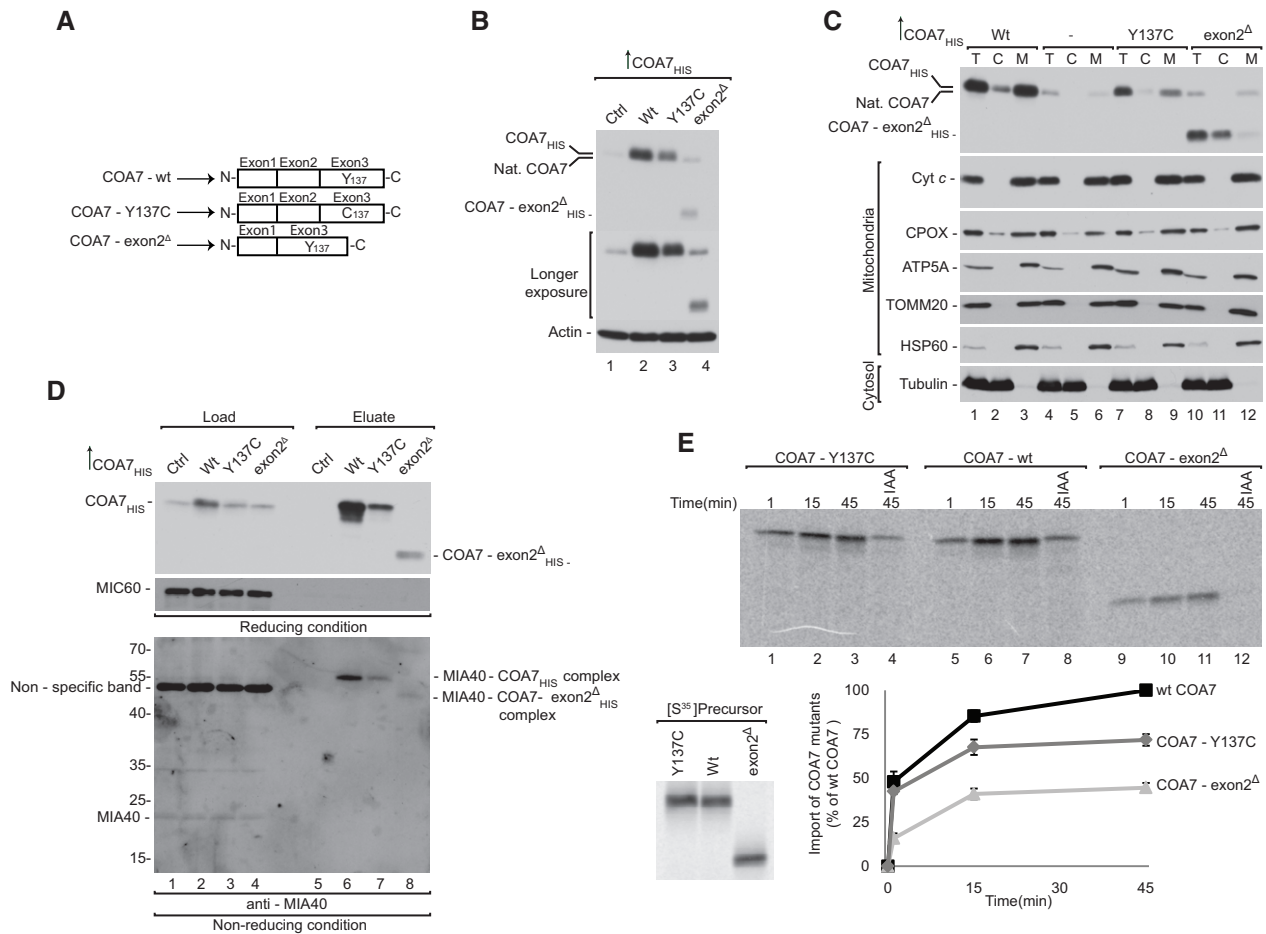 A
Exon1 Exon2 Exon3
COA7 - wt N- Y137 -C
Exon1 Exon2 Exon3
COA7 - Y137C N- C137 -C
Exon1 Exon3
COA7 - exon2Δ N- Y137 -C
B
↑COA7HIS
Ctrl Wt Y137C exon2Δ
COA7HIS
Nat. COA7
COA7 - exon2ΔHIS -
Longer
exposure
Actin -
1 2 3 4
C
↑COA7HIS Wt - Y137C exon2Δ
T C M T C M T C M T C M
COA7HIS
Nat. COA7
COA7 - exon2ΔHIS -
Mitochondria
Cyt c -
CPOX -
ATP5A -
TOMM20 -
HSP60 -
Cytosol
Tubulin -
1 2 3 4 5 6 7 8 9 10 11 12
D
Load Eluate
↑COA7HIS Ctrl Wt Y137C exon2Δ Ctrl Wt Y137C exon2Δ
COA7HIS -
- COA7 - exon2ΔHIS -
MIC60 -
Reducing condition
70-
55-
Non - specific band -
40-
35-
25-
MIA40 -
15-
- MIA40 - COA7HIS complex
- MIA40 - COA7- exon2ΔHIS
complex
1 2 3 4 5 6 7 8
anti - MIA40
Non-reducing condition
E
COA7 - Y137C COA7 - wt COA7 - exon2Δ
IAA IAA IAA
Time(min) 1 15 45 45 1 15 45 45 1 15 45 45
1 2 3 4 5 6 7 8 9 10 11 12
[S35]Precursor
Y137C Wt exon2Δ
Import of COA7 mutants
(% of wt COA7)
100
75
50
25
0
wt COA7
COA7 - Y137C
COA7 - exon2Δ
0 15 30 45
Time(min)